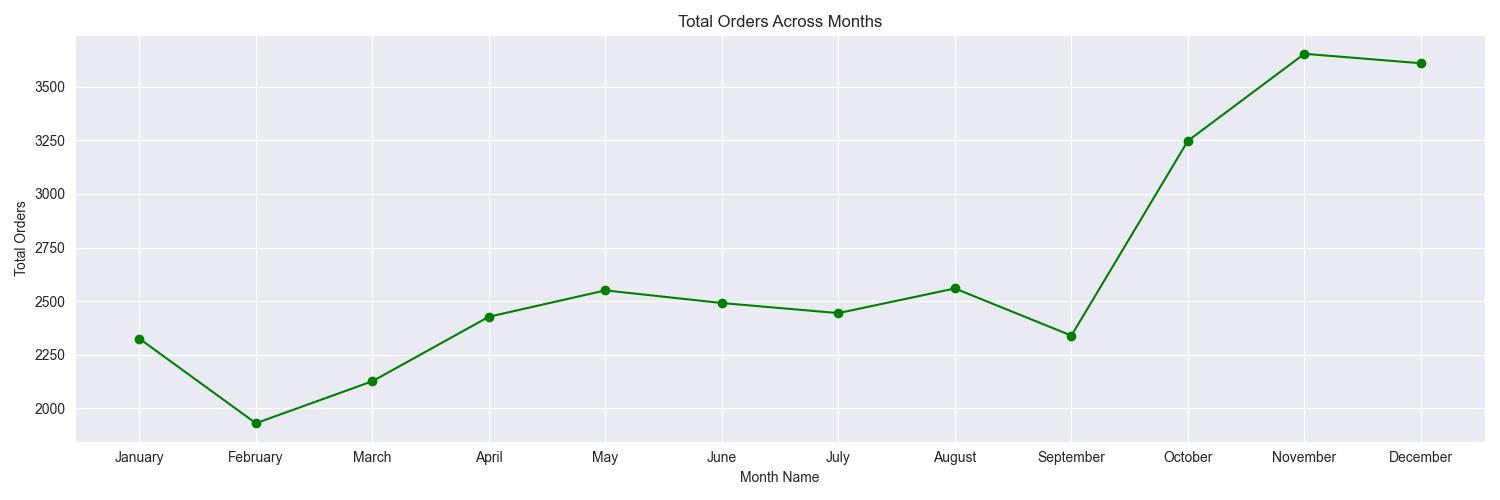 Total Orders Across Months
Total Orders
3500
3250
3000
2750
2500
2250
2000
January February March April May June July August September October November December
Month Name